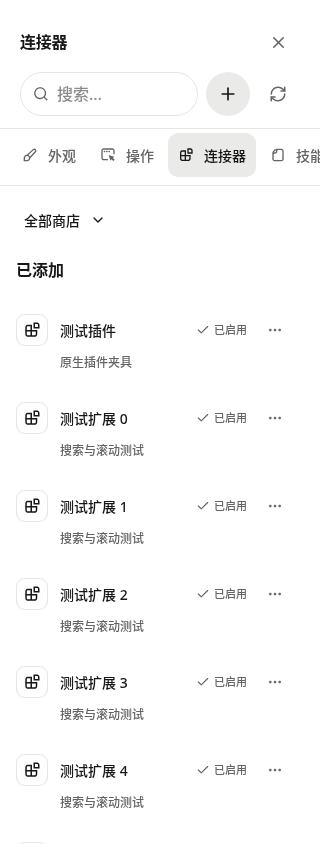 连接器
搜索...
外观
操作
连接器
技能
全部商店
已添加
测试插件
已启用
原生插件夹具
测试扩展 0
已启用
搜索与滚动测试
测试扩展 1
已启用
搜索与滚动测试
测试扩展 2
已启用
搜索与滚动测试
测试扩展 3
已启用
搜索与滚动测试
测试扩展 4
已启用
搜索与滚动测试